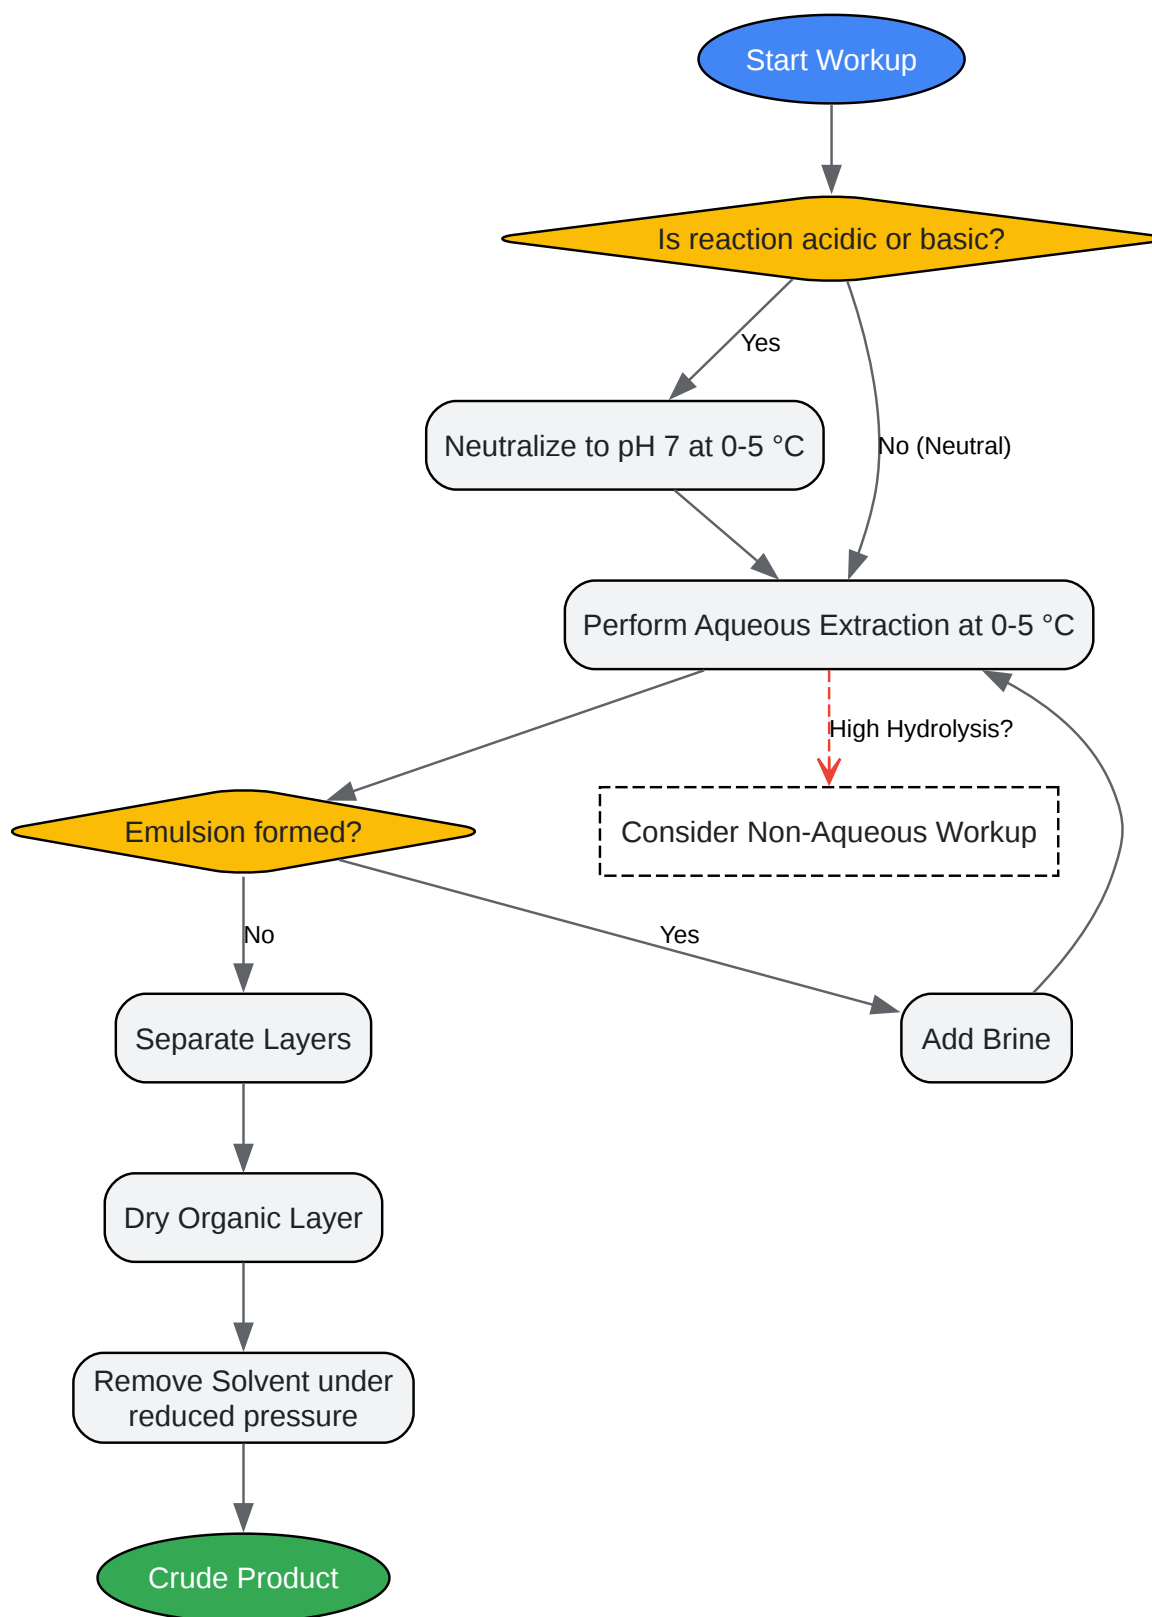 Start Workup
Is reaction acidic or basic?
Yes
Neutralize to pH 7 at 0-5 °C
No (Neutral)
Perform Aqueous Extraction at 0-5 °C
High Hydrolysis?
Emulsion formed?
Consider Non-Aqueous Workup
No
Yes
Separate Layers
Add Brine
Dry Organic Layer
Remove Solvent under
reduced pressure
Crude Product